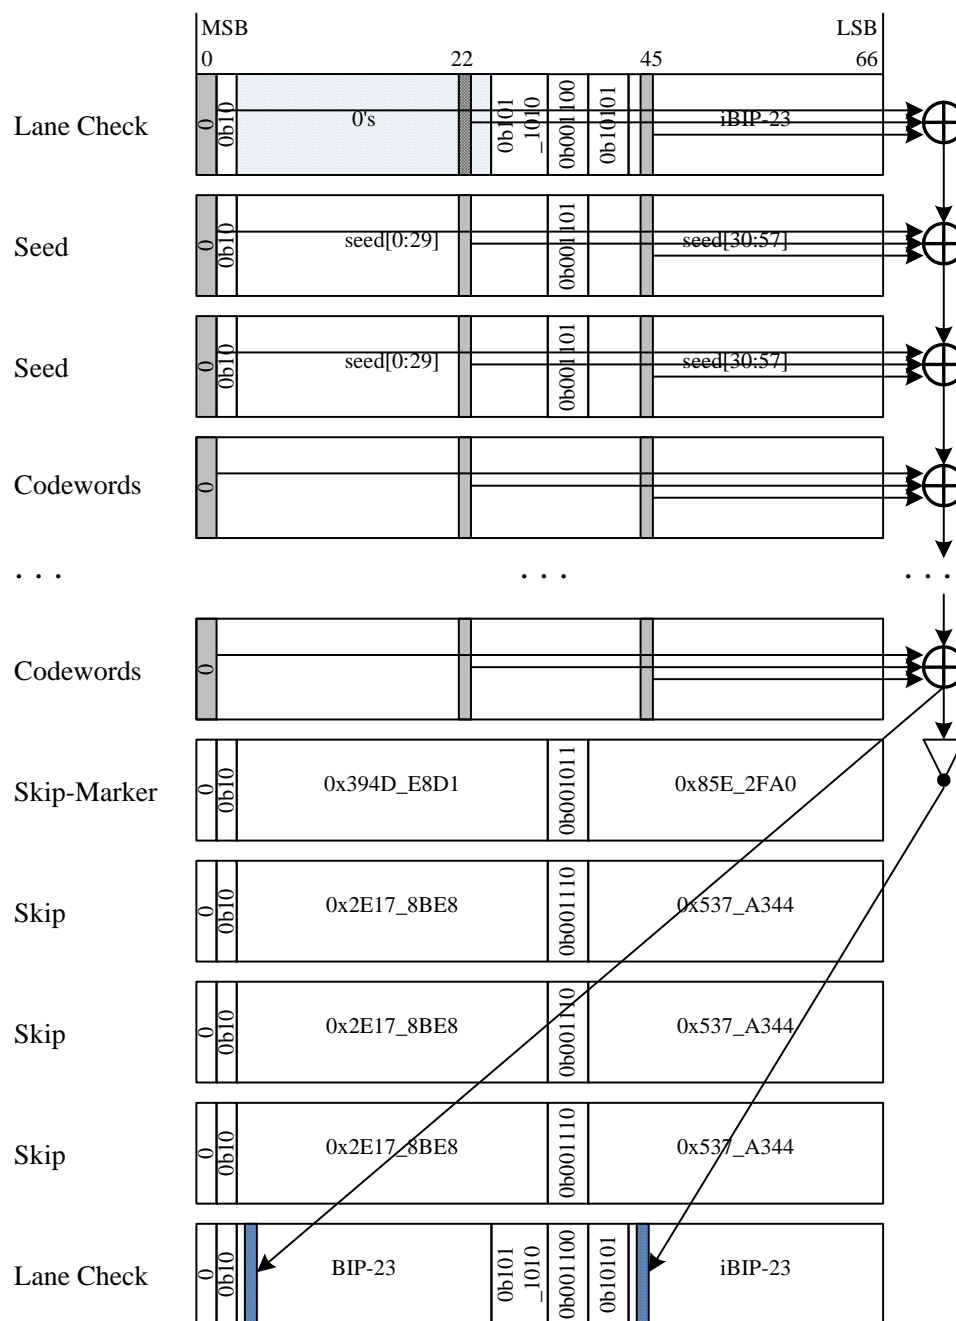 MSB LSB
0 22 45 66
Lane Check 0 0b10 0's 0b101 _1010 0b001100 0b10101 iBIP-23
Seed 0 0b10 seed[0:29] 0b001101 seed[30:57]
Seed 0 0b10 seed[0:29] 0b001101 seed[30:57]
Codewords 0
. . . . . . . . .
Codewords 0
Skip-Marker 0 0b10 0x394D_E8D1 0b001011 0x85E_2FA0
Skip 0 0b10 0x2E17_8BE8 0b001110 0x537_A344
Skip 0 0b10 0x2E17_8BE8 0b001110 0x537_A344
Skip 0 0b10 0x2E17_8BE8 0b001110 0x537_A344
Lane Check 0 0b10 BIP-23 0b101 _1010 0b001100 0b10101 iBIP-23